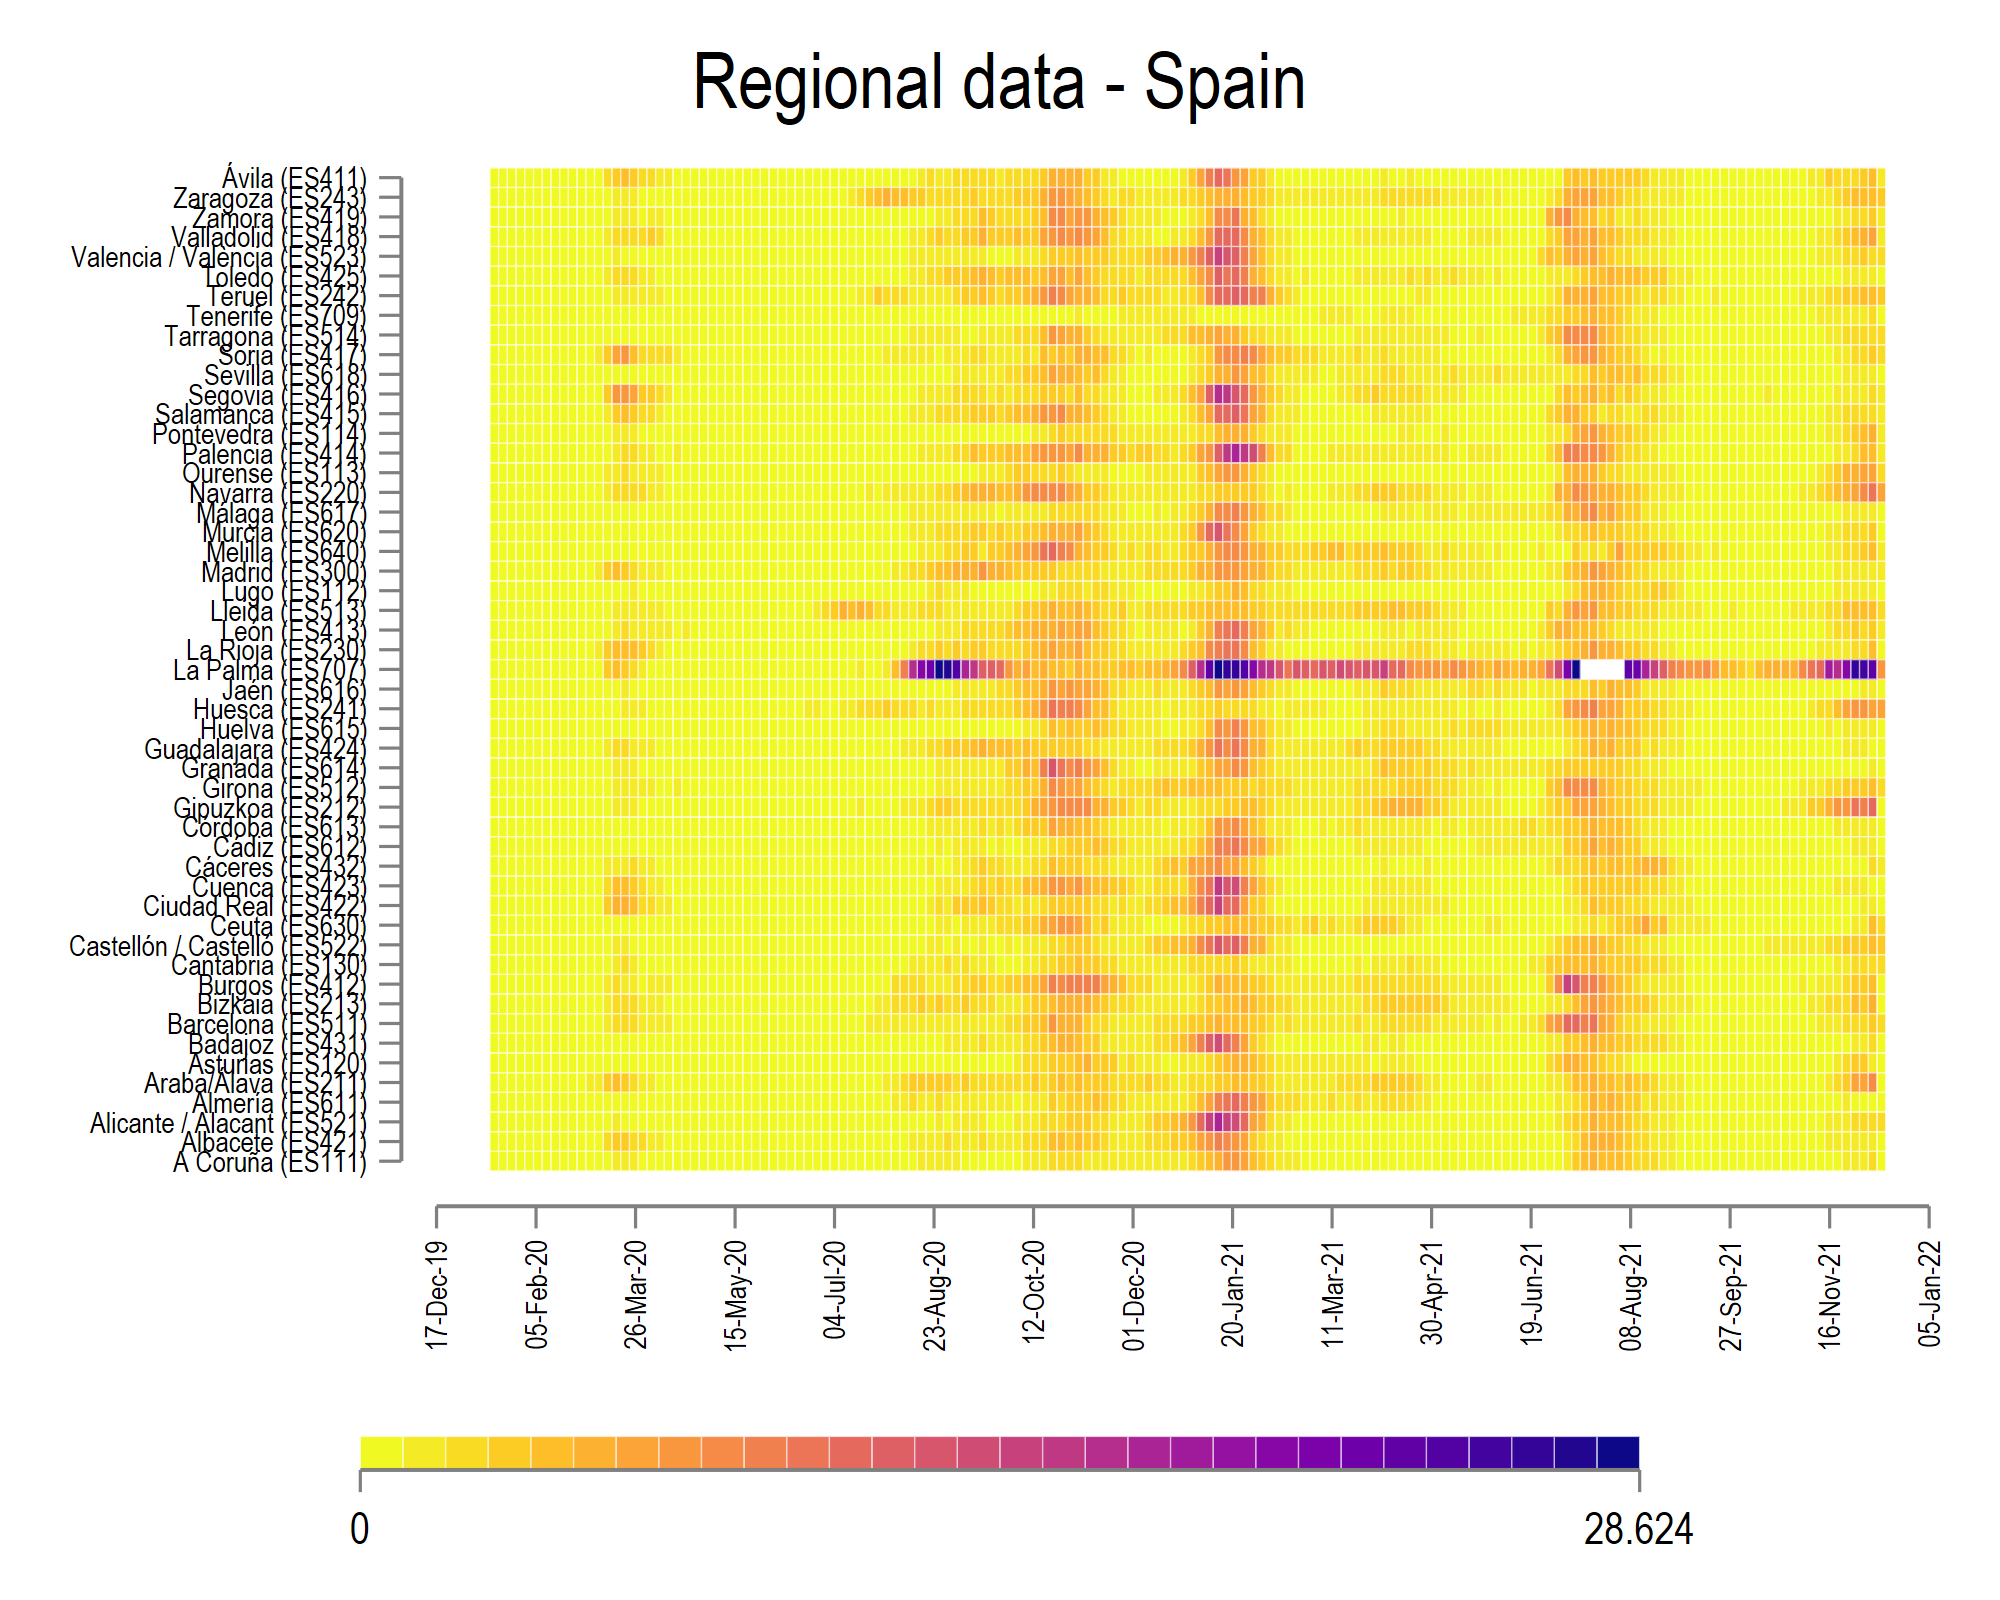 Regional data - Spain
Ávila (ES411)
Zaragoza (ES243)
Zamora (ES419)
Valladolid (ES418)
Valencia / València (ES523)
Toledo (ES425)
Teruel (ES242)
Tenerife (ES709)
Tarragona (ES514)
Soria (ES417)
Sevilla (ES618)
Segovia (ES416)
Salamanca (ES415)
Pontevedra (ES114)
Palencia (ES414)
Ourense (ES113)
Navarra (ES220)
Málaga (ES617)
Murcia (ES620)
Melilla (ES640)
Madrid (ES300)
Lugo (ES112)
Lleida (ES513)
León (ES413)
La Rioja (ES230)
La Palma (ES707)
Jaén (ES616)
Huesca (ES241)
Huelva (ES615)
Guadalajara (ES424)
Granada (ES614)
Girona (ES512)
Gipuzkoa (ES212)
Córdoba (ES613)
Cádiz (ES612)
Cáceres (ES432)
Cuenca (ES423)
Ciudad Real (ES422)
Ceuta (ES630)
Castellón / Castelló (ES522)
Cantabria (ES130)
Burgos (ES412)
Bizkaia (ES213)
Barcelona (ES511)
Badajoz (ES431)
Asturias (ES120)
Araba/Álava (ES211)
Almería (ES611)
Alicante / Alacant (ES521)
Albacete (ES421)
A Coruña (ES111)
17-Dec-19
05-Feb-20
26-Mar-20
15-May-20
04-Jul-20
23-Aug-20
12-Oct-20
01-Dec-20
20-Jan-21
11-Mar-21
30-Apr-21
19-Jun-21
08-Aug-21
27-Sep-21
16-Nov-21
05-Jan-22
0
28.624